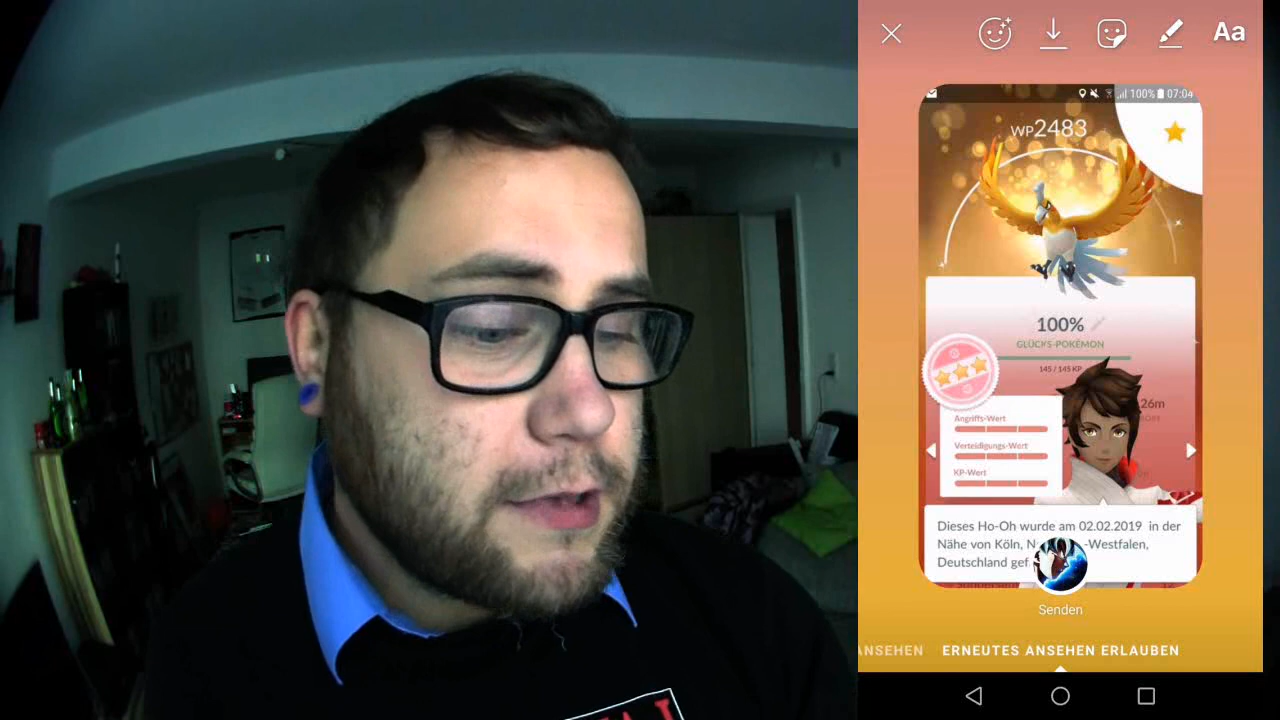 Aa
100% 07:04
WP2483
100%
GLÜCKS-POKÉMON
145 / 145 KP
26m
Angriffs-Wert
Verteidigungs-Wert
KP-Wert
Dieses Ho-Oh wurde am 02.02.2019 in der
Nähe von Köln, N -Westfalen,
Deutschland gef
Senden
ANSEHEN ERNEUTES ANSEHEN ERLAUBEN